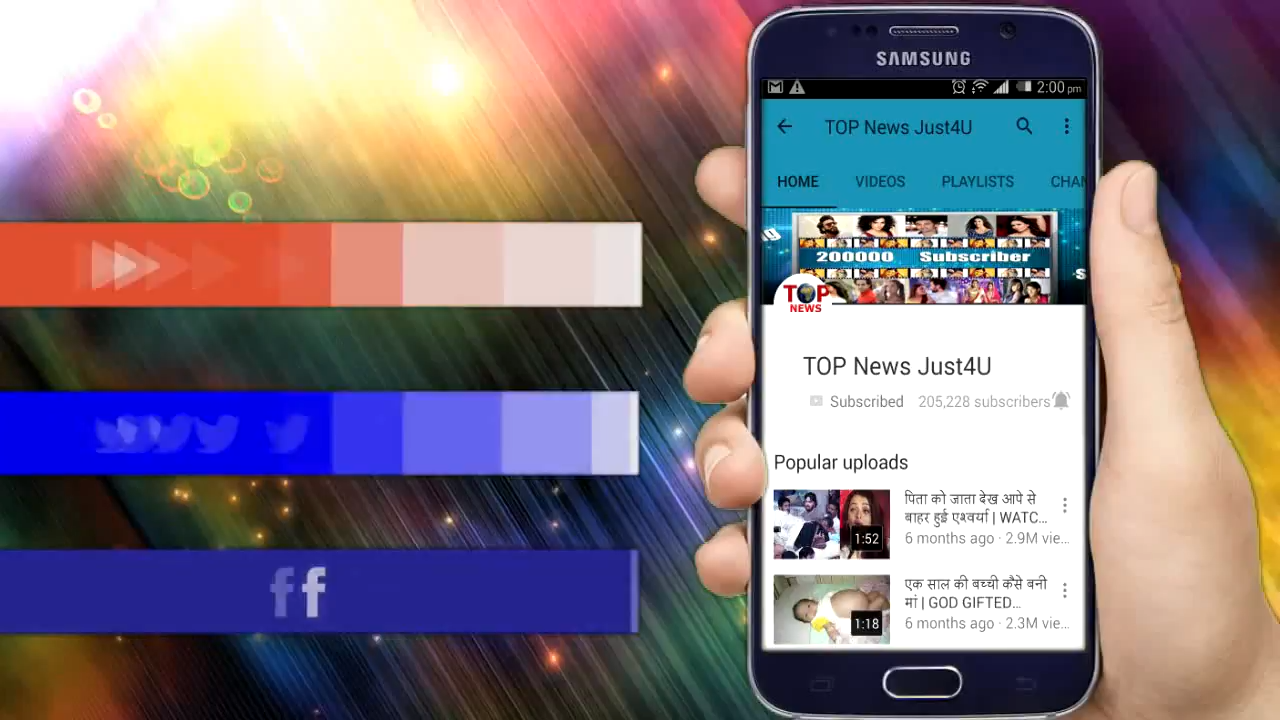 SAMSUNG
2:00 pm
TOP News Just4U
HOME VIDEOS PLAYLISTS CHAN
200000 Subscriber
TOP
NEWS
TOP News Just4U
Subscribed 205,228 subscribers
Popular uploads
पिता को जाता देख आपे से
बाहर हुई एश्वर्या | WATC...
1:52
6 months ago · 2.9M vie...
एक साल की बच्ची कैसे बनी
मां | GOD GIFTED...
1:18
6 months ago · 2.3M vie...